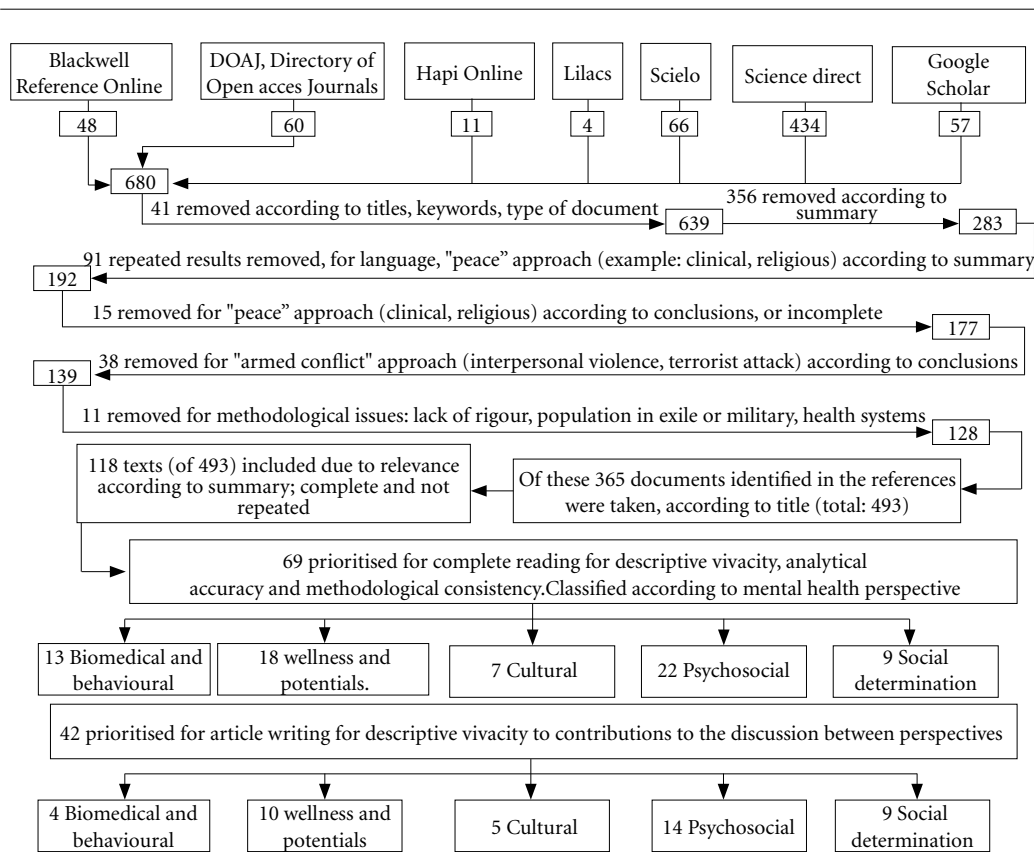 Blackwell
Reference Online
DOAJ, Directory of
Open acces Journals
Hapi Online
Lilacs
Scielo
Science direct
Google
Scholar
48
60
11
4
66
434
57
680
41 removed according to titles, keywords, type of document
639
356 removed according to
summary
283
91 repeated results removed, for language, "peace” approach (example: clinical, religious) according to summary
192
15 removed for "peace” approach (clinical, religious) according to conclusions, or incomplete
177
38 removed for "armed conflict" approach (interpersonal violence, terrorist attack) according to conclusions
139
11 removed for methodological issues: lack of rigour, population in exile or military, health systems
128
118 texts (of 493) included due to relevance
according to summary; complete and not
repeated
Of these 365 documents identified in the references
were taken, according to title (total: 493)
69 prioritised for complete reading for descriptive vivacity, analytical
accuracy and methodological consistency.Classified according to mental health perspective
13 Biomedical and
behavioural
18 wellness and
potentials.
7 Cultural
22 Psychosocial
9 Social
determination
42 prioritised for article writing for descriptive vivacity to contributions to the discussion between perspectives
4 Biomedical and
behavioural
10 wellness and
potentials
5 Cultural
14 Psychosocial
9 Social
determination